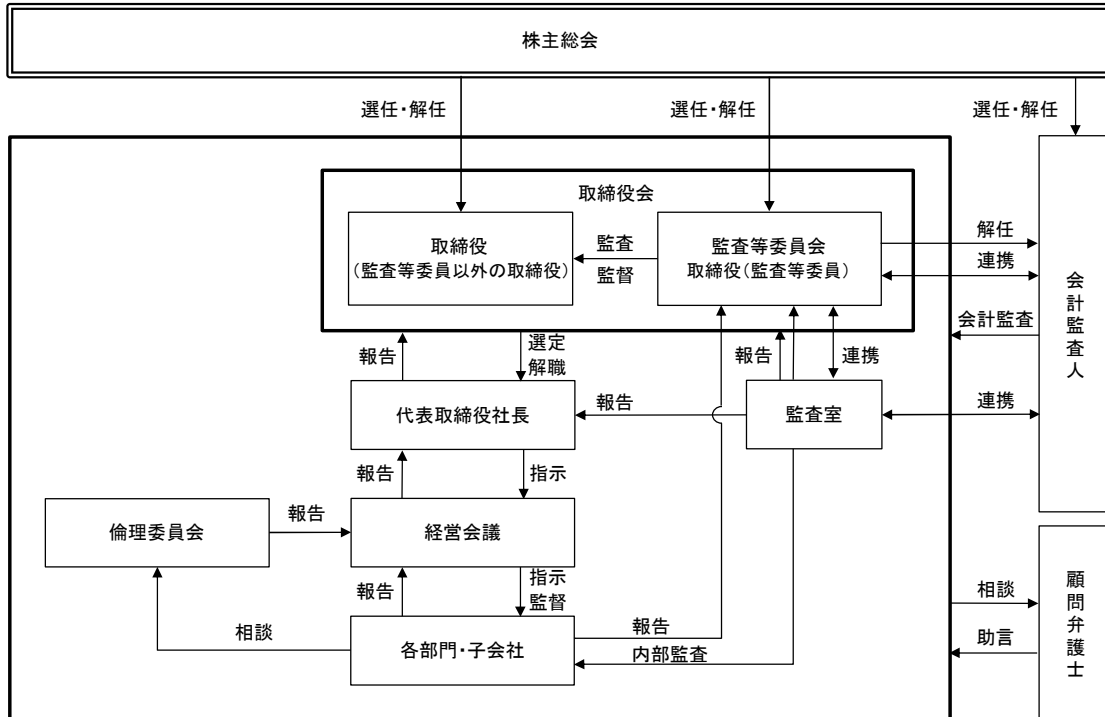 株主総会
選任・解任
選任・解任
選任・解任
取締役会
取締役
（監査等委員以外の取締役）
監査
監督
監査等委員会
取締役（監査等委員）
解任
連携
会計監査
会計監査人
報告
選定
解職
報告
連携
代表取締役社長
報告
監査室
連携
報告
指示
倫理委員会
報告
経営会議
報告
指示
監督
相談
各部門・子会社
報告
内部監査
相談
助言
顧問弁護士